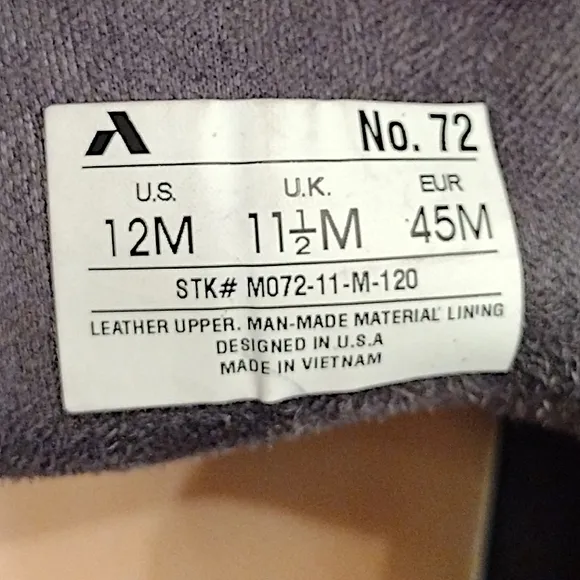 No. 72
U.S. U.K. EUR
12M 11½M 45M
STK# M072-11-M-120
LEATHER UPPER. MAN-MADE MATERIAL LINING
DESIGNED IN U.S.A
MADE IN VIETNAM